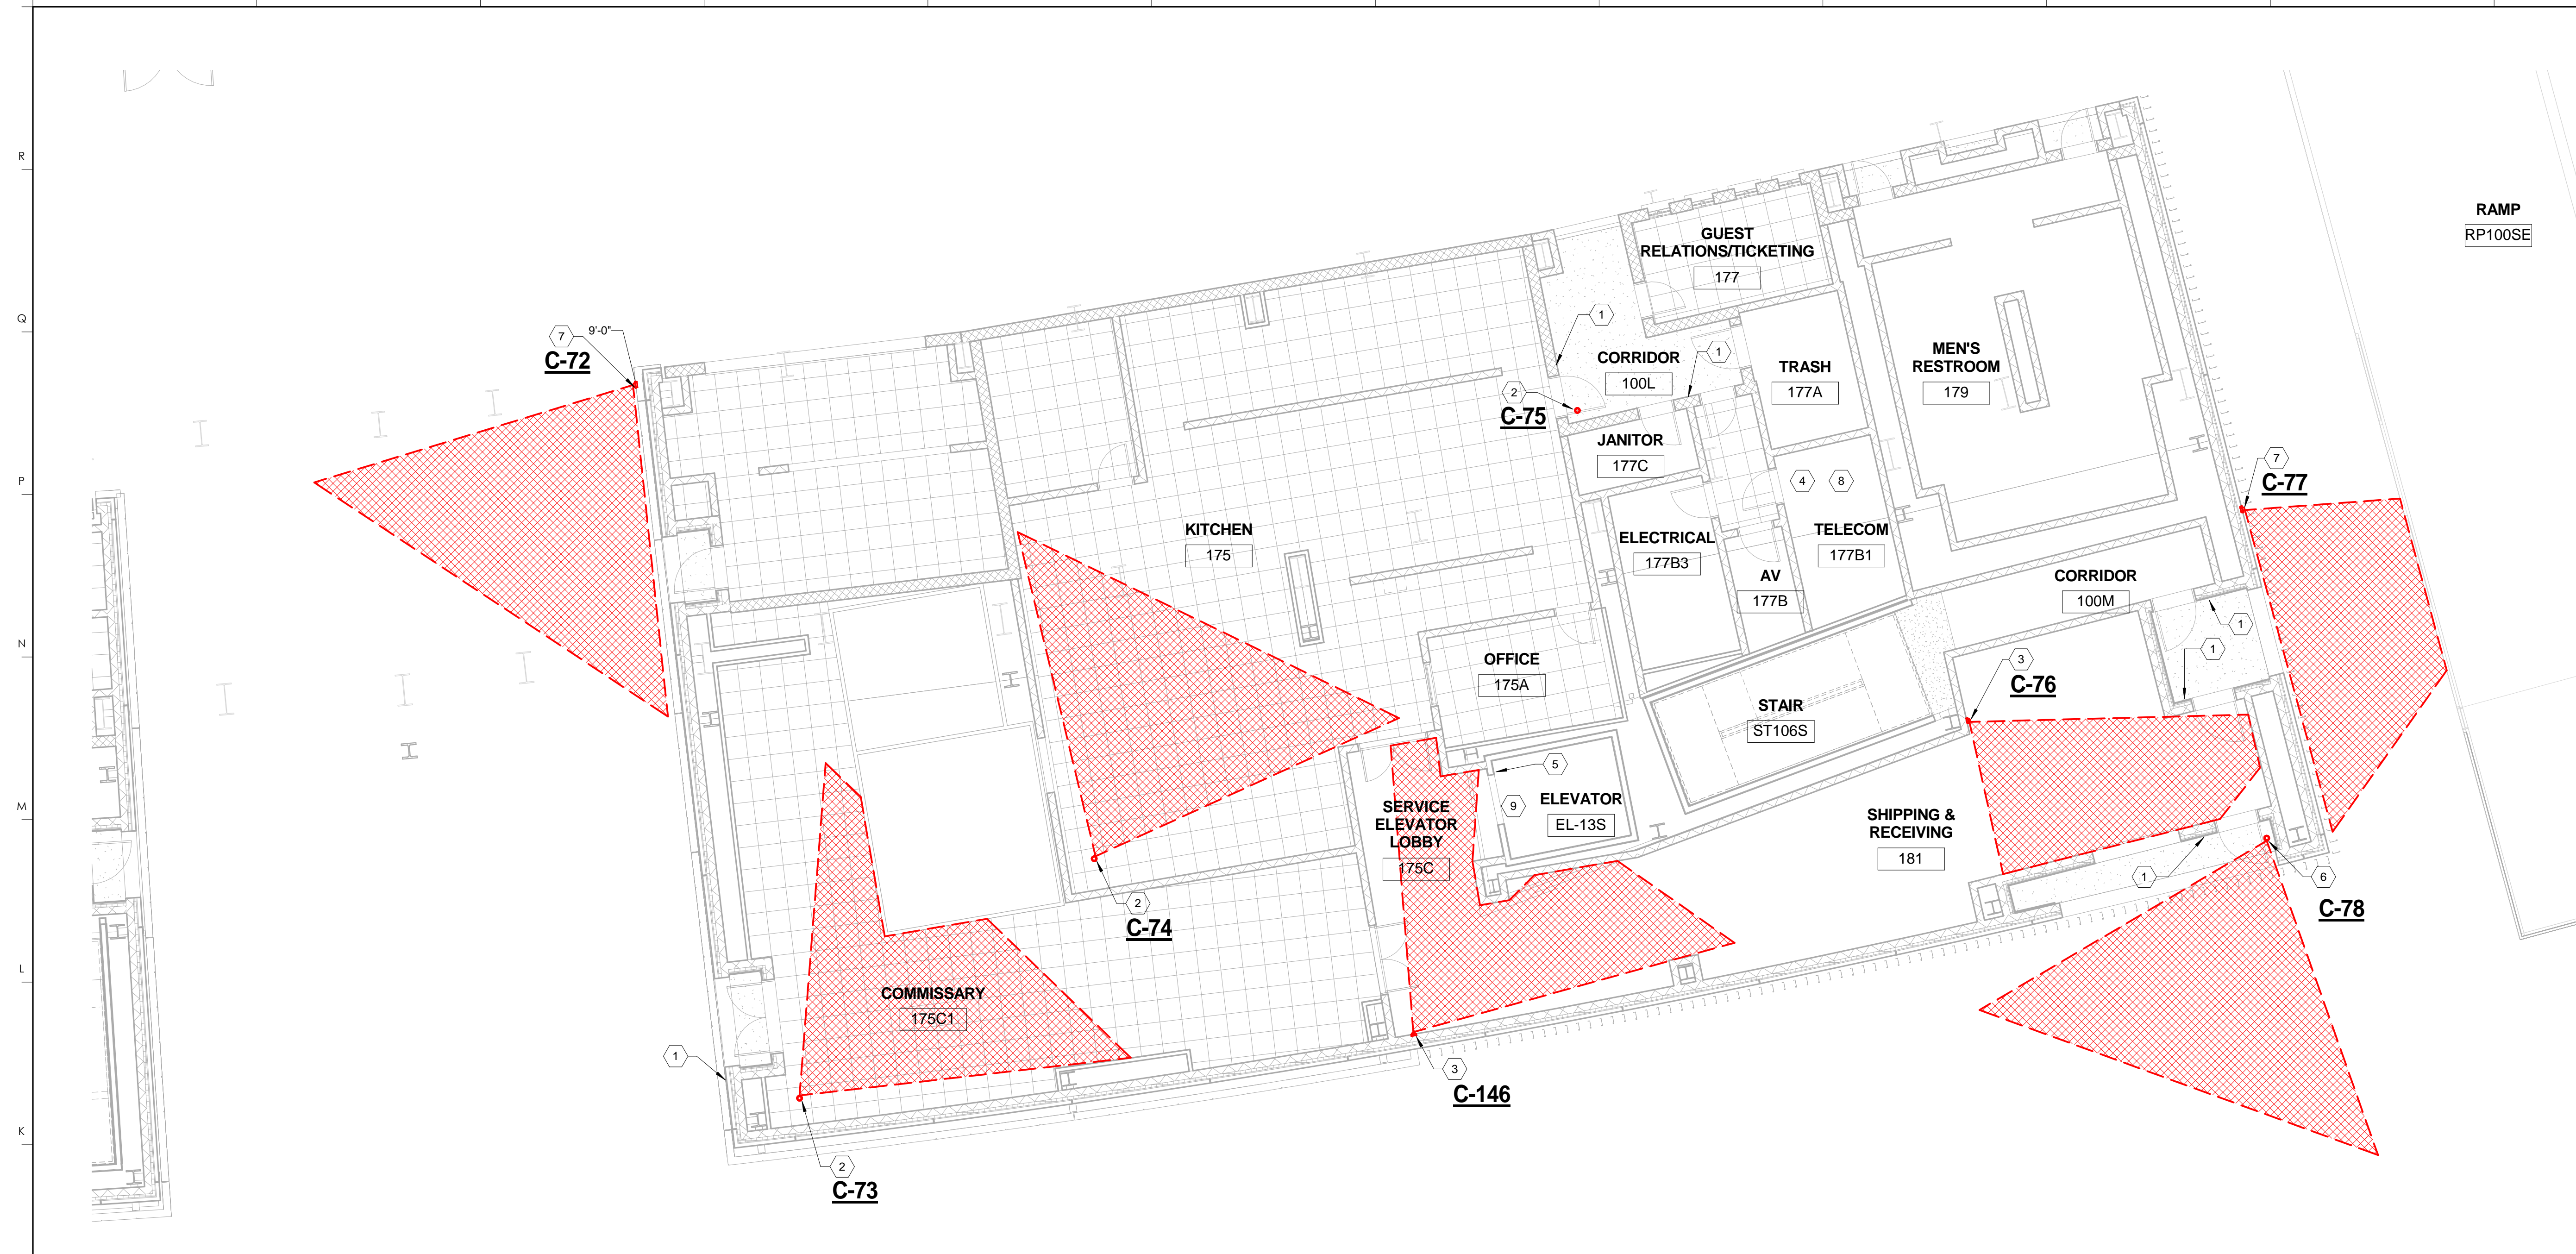 R
Q
P
N
M
L
K
RAMP
RP100SE
GUEST
RELATIONS/TICKETING
177
7
9'-0"
C-72
1
CORRIDOR
100L
1
TRASH
177A
MEN'S
RESTROOM
179
2
C-75
JANITOR
177C
4
8
7
C-77
KITCHEN
175
ELECTRICAL
177B3
TELECOM
177B1
AV
177B
CORRIDOR
100M
1
1
OFFICE
175A
3
C-76
STAIR
ST106S
5
9
ELEVATOR
EL-13S
SERVICE
ELEVATOR
LOBBY
175C
SHIPPING &
RECEIVING
181
1
6
C-78
2
C-74
COMMISSARY
175C1
1
3
C-146
2
C-73